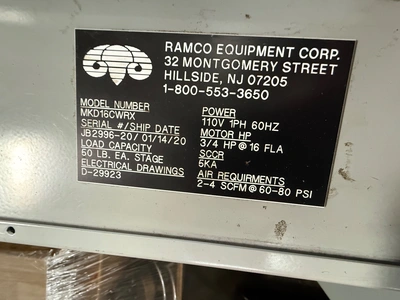 RAMCO EQUIPMENT CORP.
32 MONTGOMERY STREET
HILLSIDE, NJ 07205
1-800-553-3650
MODEL NUMBER
MKD16CWRX
SERIAL #/SHIP DATE
JB2996-20/01/14/20
LOAD CAPACITY
60 LB. EA. STAGE
ELECTRICAL DRAWINGS
D-29923
POWER
110V 1PH 60HZ
MOTOR HP
3/4 HP @ 16 FLA
SCCR
5KA
AIR REQUIRMENTS
2-4 SCFM @ 60-80 PSI